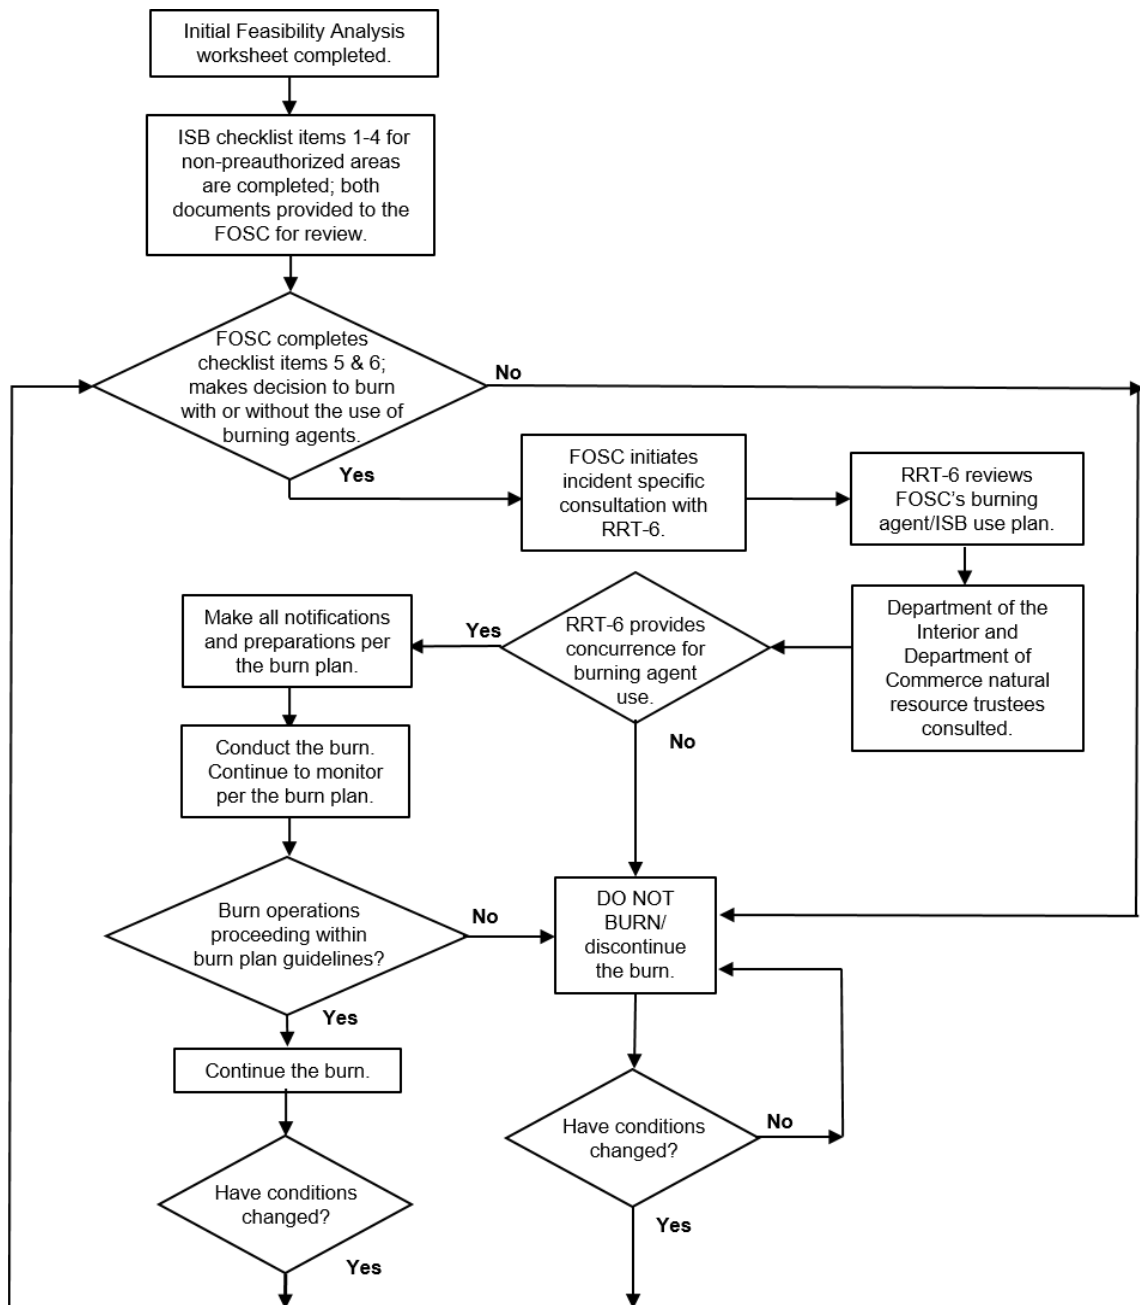 Initial Feasibility Analysis
worksheet completed.
ISB checklist items 1-4 for
non-preauthorized areas
are completed; both
documents provided to the
FOSC for review.
FOSC completes
checklist items 5 & 6;
makes decision to burn
with or without the use of
burning agents.
No
Yes
FOSC initiates
incident specific
consultation with
RRT-6.
RRT-6 reviews
FOSC’s burning
agent/ISB use plan.
Department of the
Interior and
Department of
Commerce natural
resource trustees
consulted.
RRT-6 provides
concurrence for
burning agent
use.
Yes
No
Make all notifications
and preparations per
the burn plan.
Conduct the burn.
Continue to monitor
per the burn plan.
Burn operations
proceeding within
burn plan guidelines?
No
Yes
DO NOT
BURN/
discontinue
the burn.
Continue the burn.
Have conditions
changed?
No
Yes
Have conditions
changed?
Yes